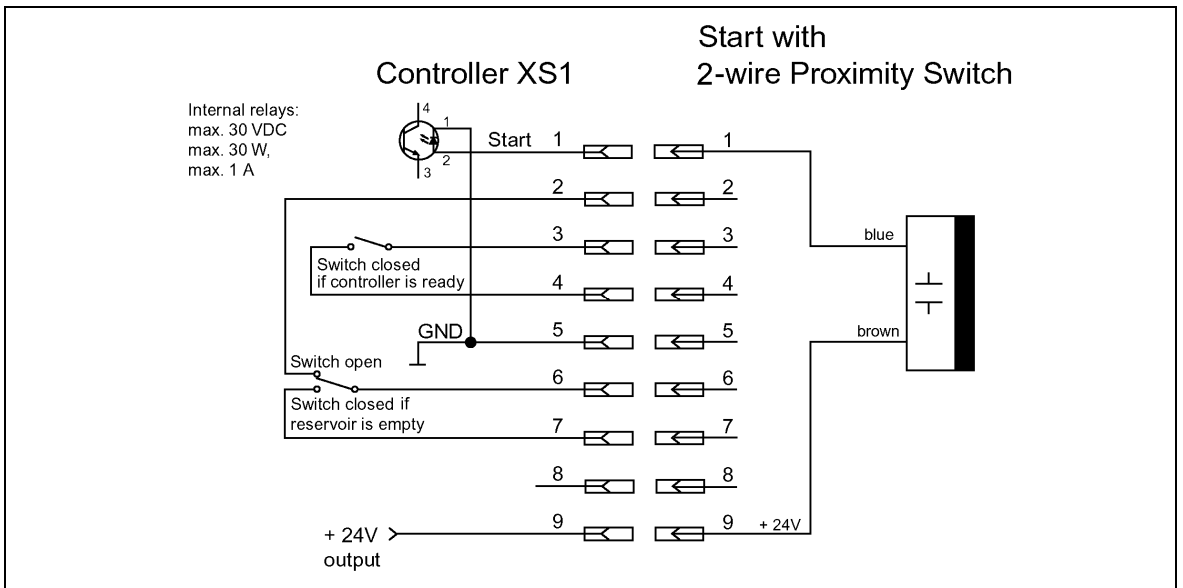 Start with
2-wire Proximity Switch
Controller XS1
Internal relays:
max. 30 VDC
max. 30 W,
max. 1 A
4
1
2
3
Start 1
1
2
2
3
3
Switch closed
if controller is ready
4
4
GND
5
5
Switch open
6
6
Switch closed if
reservoir is empty
7
7
8
8
+ 24V
output
9
9
+ 24V
blue
brown